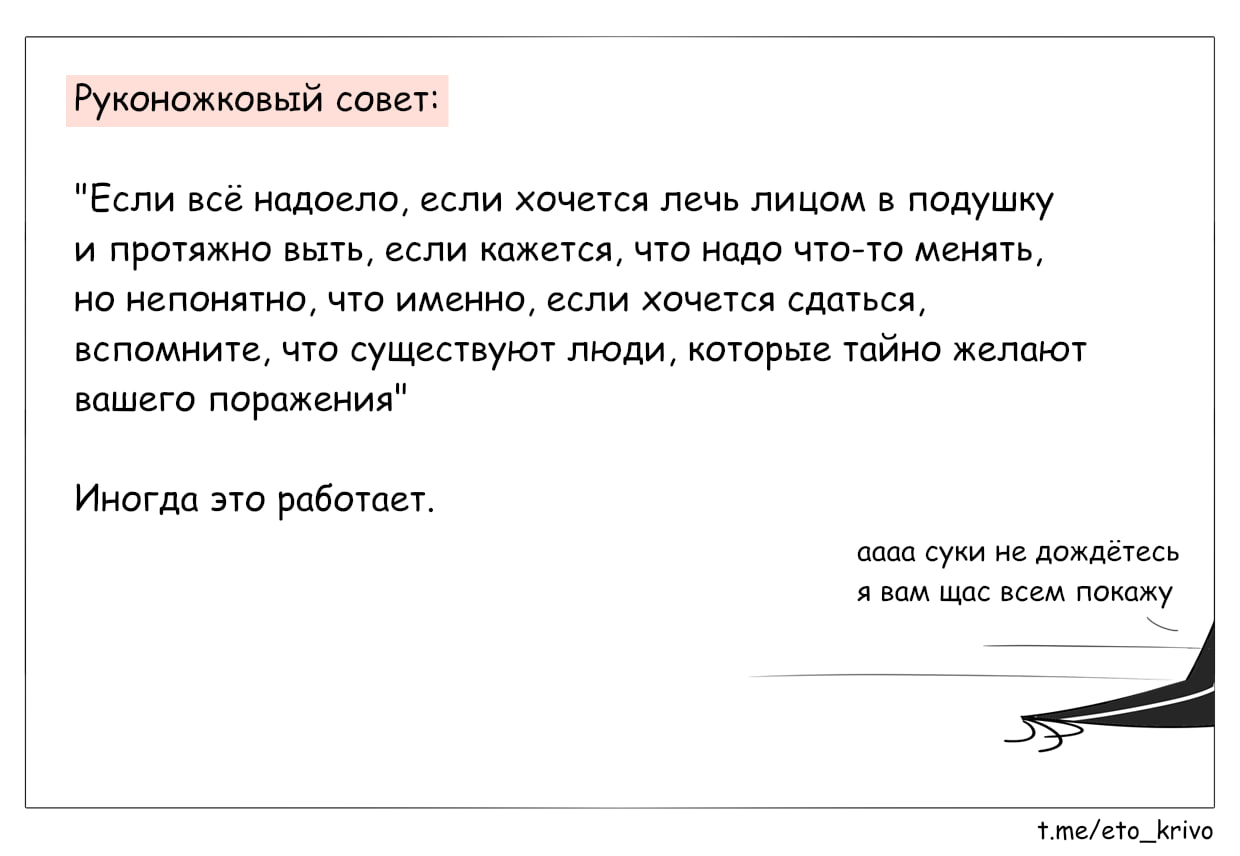 Руконожковый совет:
"Если всё надоело, если хочется лечь лицом в подушку
и протяжно выть, если кажется, что надо что-то менять,
но непонятно, что именно, если хочется сдаться,
вспомните, что существуют люди, которые тайно желают
вашего поражения"
Иногда это работает.
аааа суки не дождётесь
я вам щас всем покажу
t.me/eto_krivo